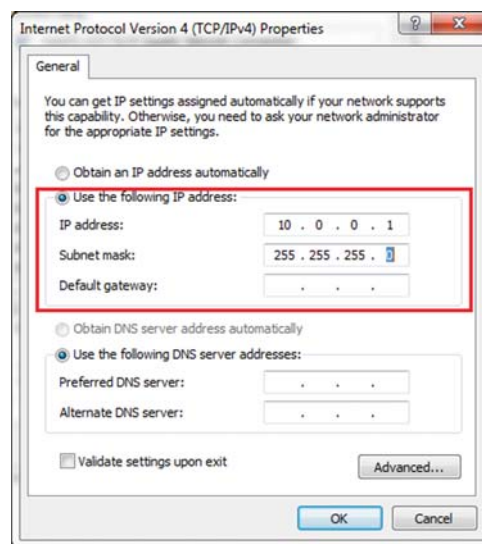 Internet Protocol Version 4 (TCP/IPv4) Properties
General
You can get IP settings assigned automatically if your network supports
this capability. Otherwise, you need to ask your network administrator
for the appropriate IP settings.
Obtain an IP address automatically
Use the following IP address:
IP address: 10 . 0 . 0 . 1
Subnet mask: 255 . 255 . 255 . 0
Default gateway: . . .
Obtain DNS server address automatically
Use the following DNS server addresses:
Preferred DNS server: . . .
Alternate DNS server: . . .
Validate settings upon exit
Advanced...
OK Cancel